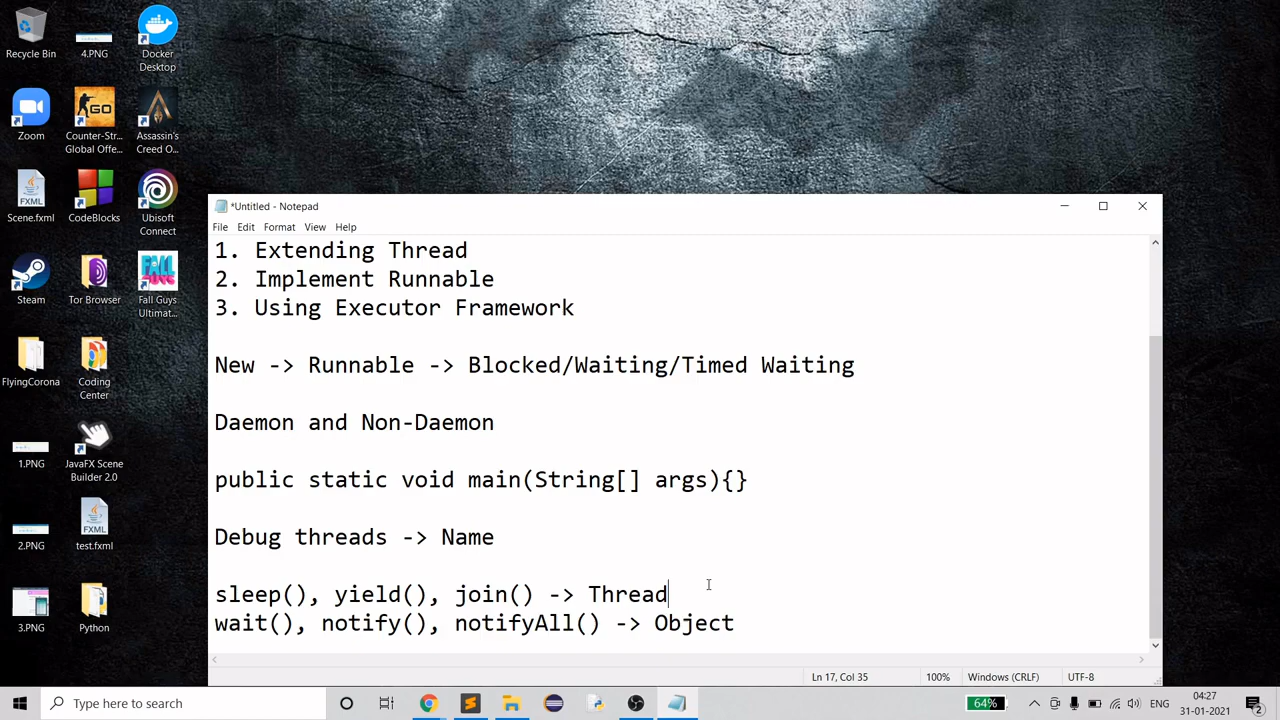 Recycle Bin
4.PNG
Docker
Desktop
Zoom
GO
Counter-Str...
Global Offe...
Assassin's
Creed O...
Scene.fxml
CodeBlocks
Ubisoft
Connect
Steam
Tor Browser
Fall Guys
Ultimat...
FlyingCorona
Coding
Center
1.PNG
JavaFX Scene
Builder 2.0
2.PNG
test.fxml
3.PNG
Python
*Untitled - Notepad
File Edit Format View Help
1. Extending Thread
2. Implement Runnable
3. Using Executor Framework
New -> Runnable -> Blocked/Waiting/Timed Waiting
Daemon and Non-Daemon
public static void main(String[] args){}
Debug threads -> Name
sleep(), yield(), join() -> Thread
wait(), notify(), notifyAll() -> Object
Ln 17, Col 35 100% Windows (CRLF) UTF-8
Type here to search
64%
04:27
31-01-2021
2